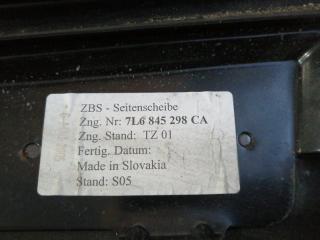 ZBS - Seitenscheibe
Zng. Nr: 7L6 845 298 CA
Zng. Stand: TZ 01
Fertig. Datum:
Made in Slovakia
Stand: S05